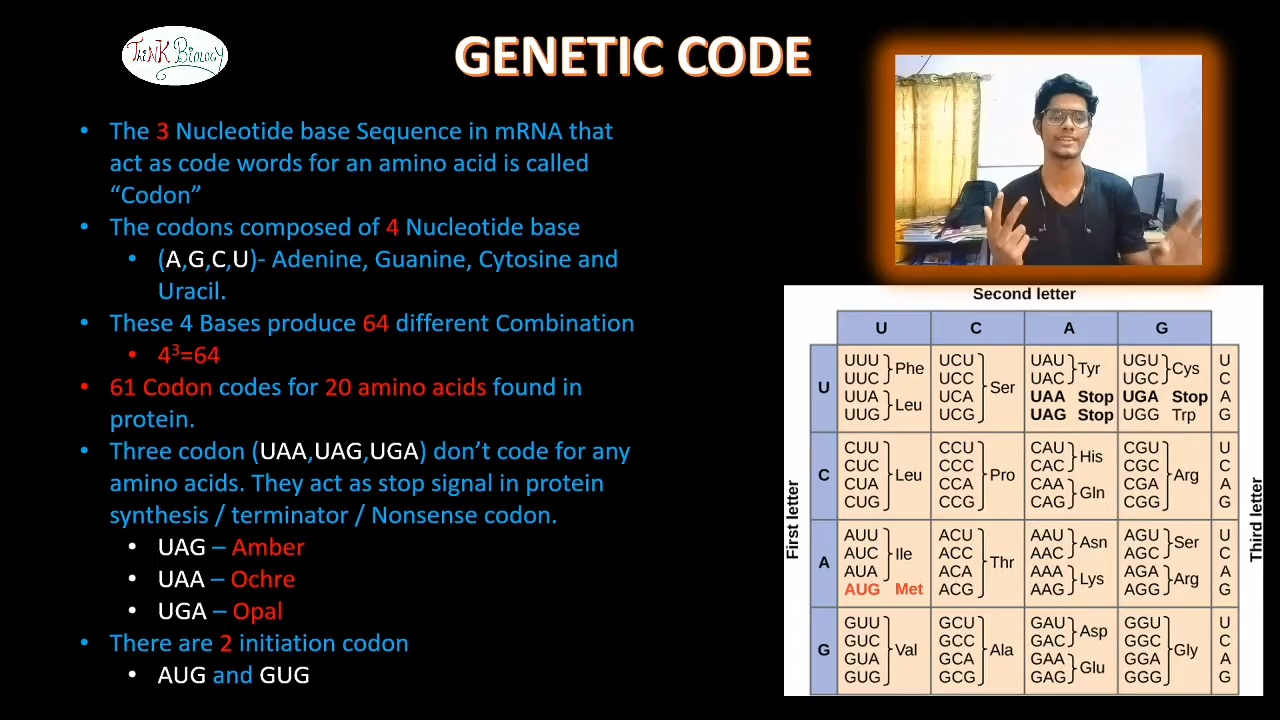 ThiNK Biology
GENETIC CODE
• The 3 Nucleotide base Sequence in mRNA that
act as code words for an amino acid is called
“Codon”
• The codons composed of 4 Nucleotide base
• (A,G,C,U)- Adenine, Guanine, Cytosine and
Uracil.
• These 4 Bases produce 64 different Combination
• 4³=64
• 61 Codon codes for 20 amino acids found in
protein.
• Three codon (UAA,UAG,UGA) don’t code for any
amino acids. They act as stop signal in protein
synthesis / terminator / Nonsense codon.
• UAG – Amber
• UAA – Ochre
• UGA – Opal
• There are 2 initiation codon
• AUG and GUG
Second letter
U C A G
First letter
Third letter
U
UUU UUC Phe UUA UUG Leu
UCU UCC UCA UCG Ser
UAU UAC Tyr UAA Stop UAG Stop
UGU UGC Cys UGA Stop UGG Trp
U C A G
C
CUU CUC CUA CUG Leu
CCU CCC CCA CCG Pro
CAU CAC His CAA CAG Gln
CGU CGC CGA CGG Arg
U C A G
A
AUU AUC AUA Ile AUG Met
ACU ACC ACA ACG Thr
AAU AAC Asn AAA AAG Lys
AGU AGC Ser AGA AGG Arg
U C A G
G
GUU GUC GUA GUG Val
GCU GCC GCA GCG Ala
GAU GAC Asp GAA GAG Glu
GGU GGC GGA GGG Gly
U C A G